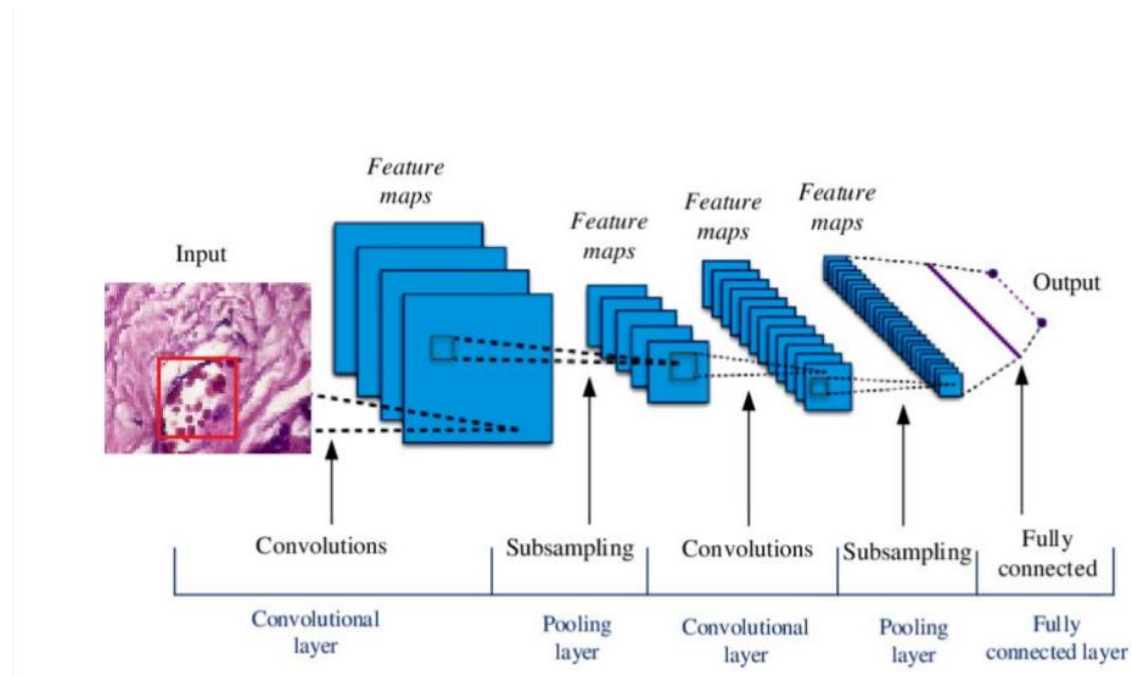 Feature
maps
Feature
maps
Feature
maps
Feature
maps
Input
Output
Convolutions
Subsampling
Convolutions
Subsampling
Fully
connected
Convolutional
layer
Pooling
layer
Convolutional
layer
Pooling
layer
Fully
connected layer